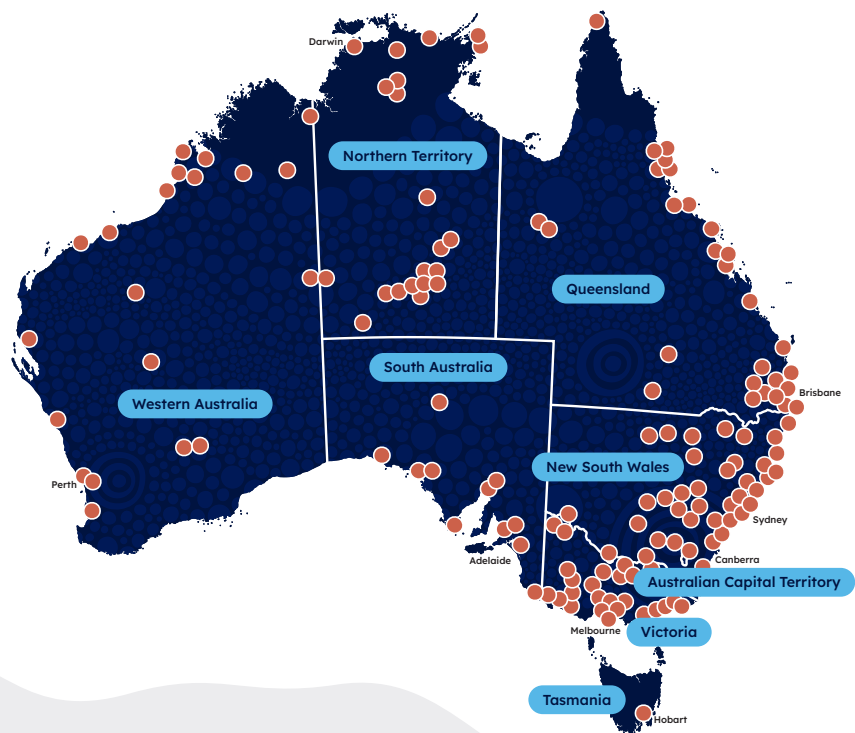 Darwin
Northern Territory
Queensland
South Australia
Western Australia
Brisbane
New South Wales
Perth
Sydney
Adelaide
Canberra
Australian Capital Territory
Melbourne
Victoria
Tasmania
Hobart